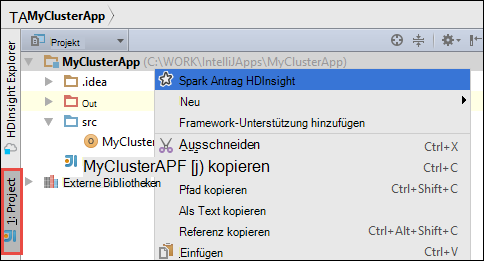 TAMyClusterApp
Projekt
MyClusterApp (C:\WORK\IntelliJApps\MyClusterApp)
.idea
Spark Antrag HDInsight
Out
Neu
src
Framework-Unterstützung hinzufügen
MyCluster
Ausschneiden Ctrl+X
MyClusterAPF [j) kopieren Ctrl+C
Externe Bibliotheken
Pfad kopieren Ctrl+Shift+C
Als Text kopieren
Referenz kopieren Ctrl+Alt+Shift+C
Einfügen Ctrl+V
HDInsight Explorer
1: Project